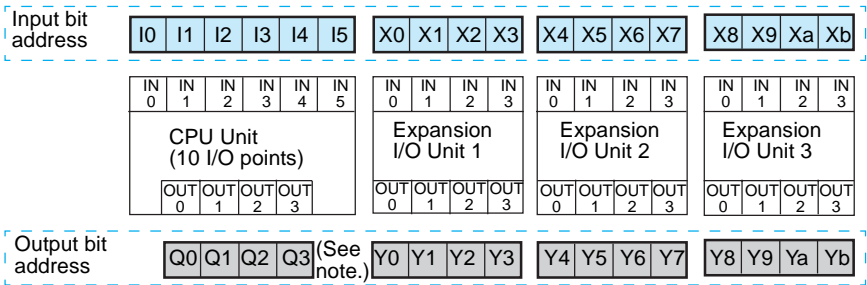 Input bit
address
I0 I1 I2 I3 I4 I5 X0 X1 X2 X3 X4 X5 X6 X7 X8 X9 Xa Xb
IN IN IN IN IN IN IN IN IN IN IN IN IN IN IN IN IN IN
0 1 2 3 4 5 0 1 2 3 0 1 2 3 0 1 2 3
CPU Unit
(10 I/O points)
Expansion
I/O Unit 1
Expansion
I/O Unit 2
Expansion
I/O Unit 3
OUT OUT OUT OUT OUT OUT OUT OUT OUT OUT OUT OUT OUT OUT OUT OUT
0 1 2 3 0 1 2 3 0 1 2 3 0 1 2 3
Output bit
address
Q0 Q1 Q2 Q3 (See
note.) Y0 Y1 Y2 Y3 Y4 Y5 Y6 Y7 Y8 Y9 Ya Yb